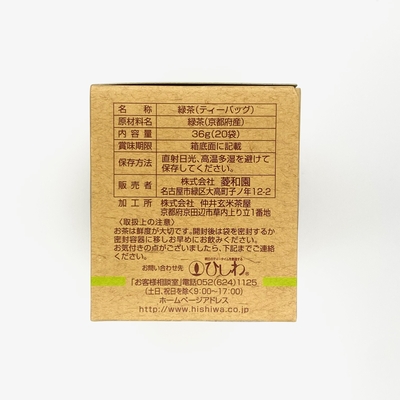 名称 緑茶(ティーバッグ)
原材料名 緑茶(京都府産)
内容量 36g(20袋)
賞味期限 箱底面に記載
保存方法 直射日光、高温多湿を避けて
保存してください。
販売者 株式会社 菱和園
名古屋市緑区大高町子ノ年12-2
加工所 株式会社 仲井玄米茶屋
京都府京田辺市草内上り立1番地
〈取扱上の注意〉
お茶は鮮度が大切です。開封後は袋を密封するか
密封容器に移しお早めにお飲みください。
お気付きの点がございましたら、下記までご連絡
ください。
お問い合わせ先 ひしわ®
「お客様相談室」電話052(624)1125
(土日、祝日を除く9:00〜17:00)
ホームページアドレス
http://www.hishiwa.co.jp/